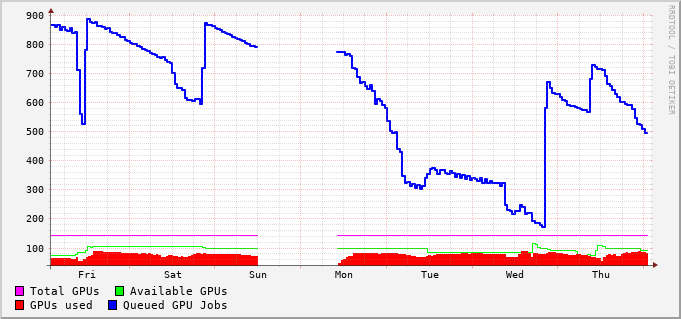 900
800
700
600
500
400
300
200
100
Fri Sat Sun Mon Tue Wed Thu
Total GPUs Available GPUs
GPUs used Queued GPU Jobs
RRDTOOL / TOBI OETIKER